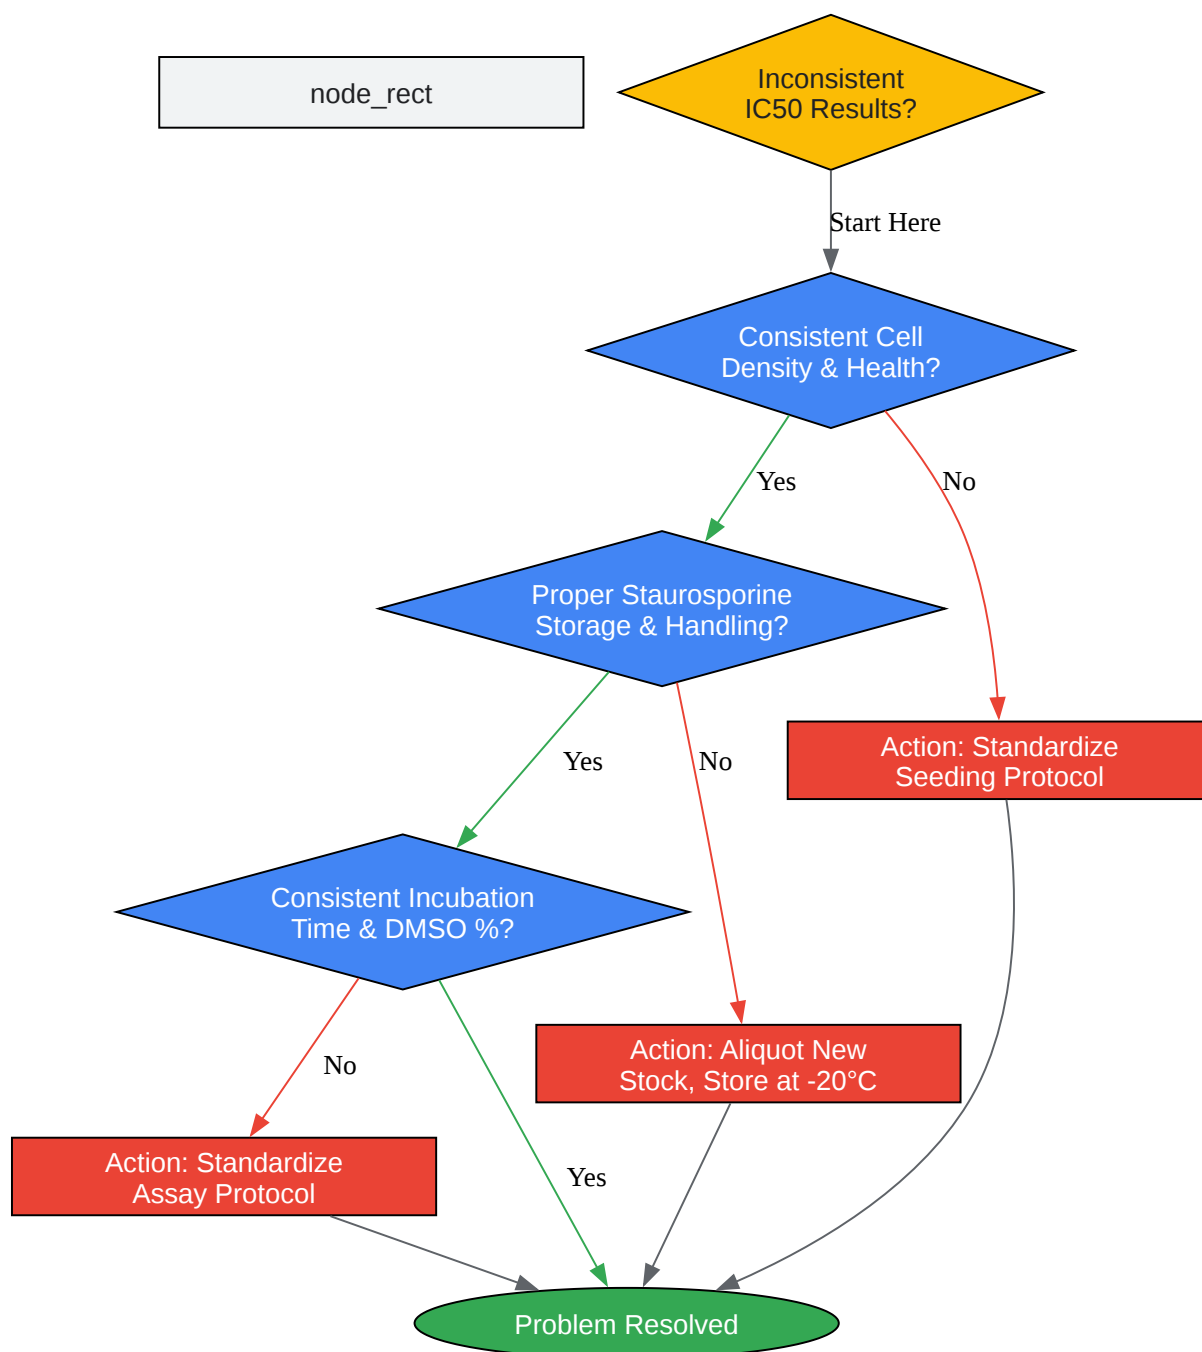 node_rect
Inconsistent
IC50 Results?
Start Here
Consistent Cell
Density & Health?
Yes
No
Proper Staurosporine
Storage & Handling?
Yes
No
Action: Standardize
Seeding Protocol
Consistent Incubation
Time & DMSO %?
No
Yes
Action: Aliquot New
Stock, Store at -20°C
Action: Standardize
Assay Protocol
Problem Resolved